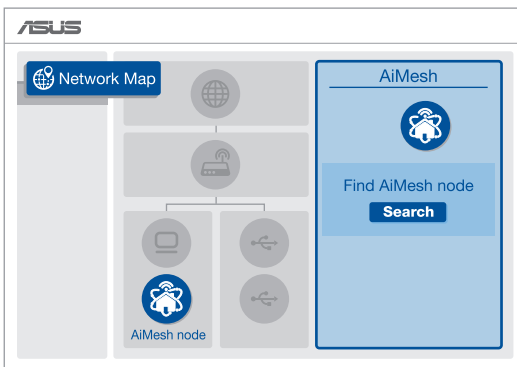 ASUS
Network Map
AiMesh
Find AiMesh node
Search
AiMesh node